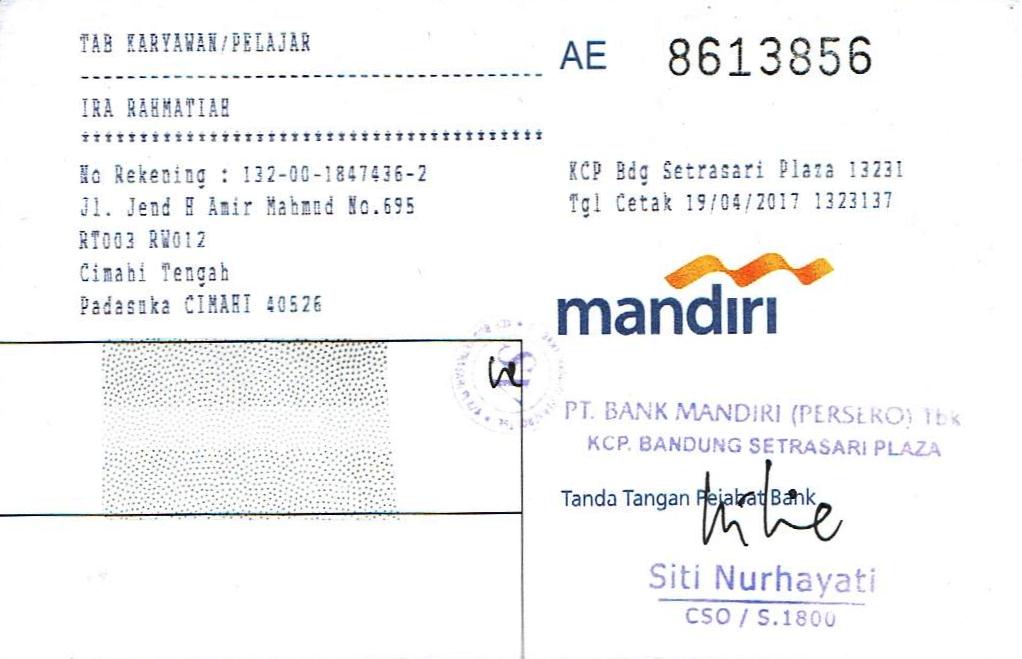 TAB KARYAWAN/PELAJAR
IRA RAHMATIAH
No Rekening : 132-00-1847436-2
Jl. Jend H Amir Mahmud No.695
RT003 RW012
Cimahi Tengah
Padasuka CIMAHI 40526
AE 8613856
KCP Bdg Setrasari Plaza 13231
Tgl Cetak 19/04/2017 1323137
mandiri
PT. BANK MANDIRI (PERSERO) Tbk
KCP. BANDUNG SETRASARI PLAZA
Tanda Tangan Pejabat Bank
Siti Nurhayati
CSO / S.1800